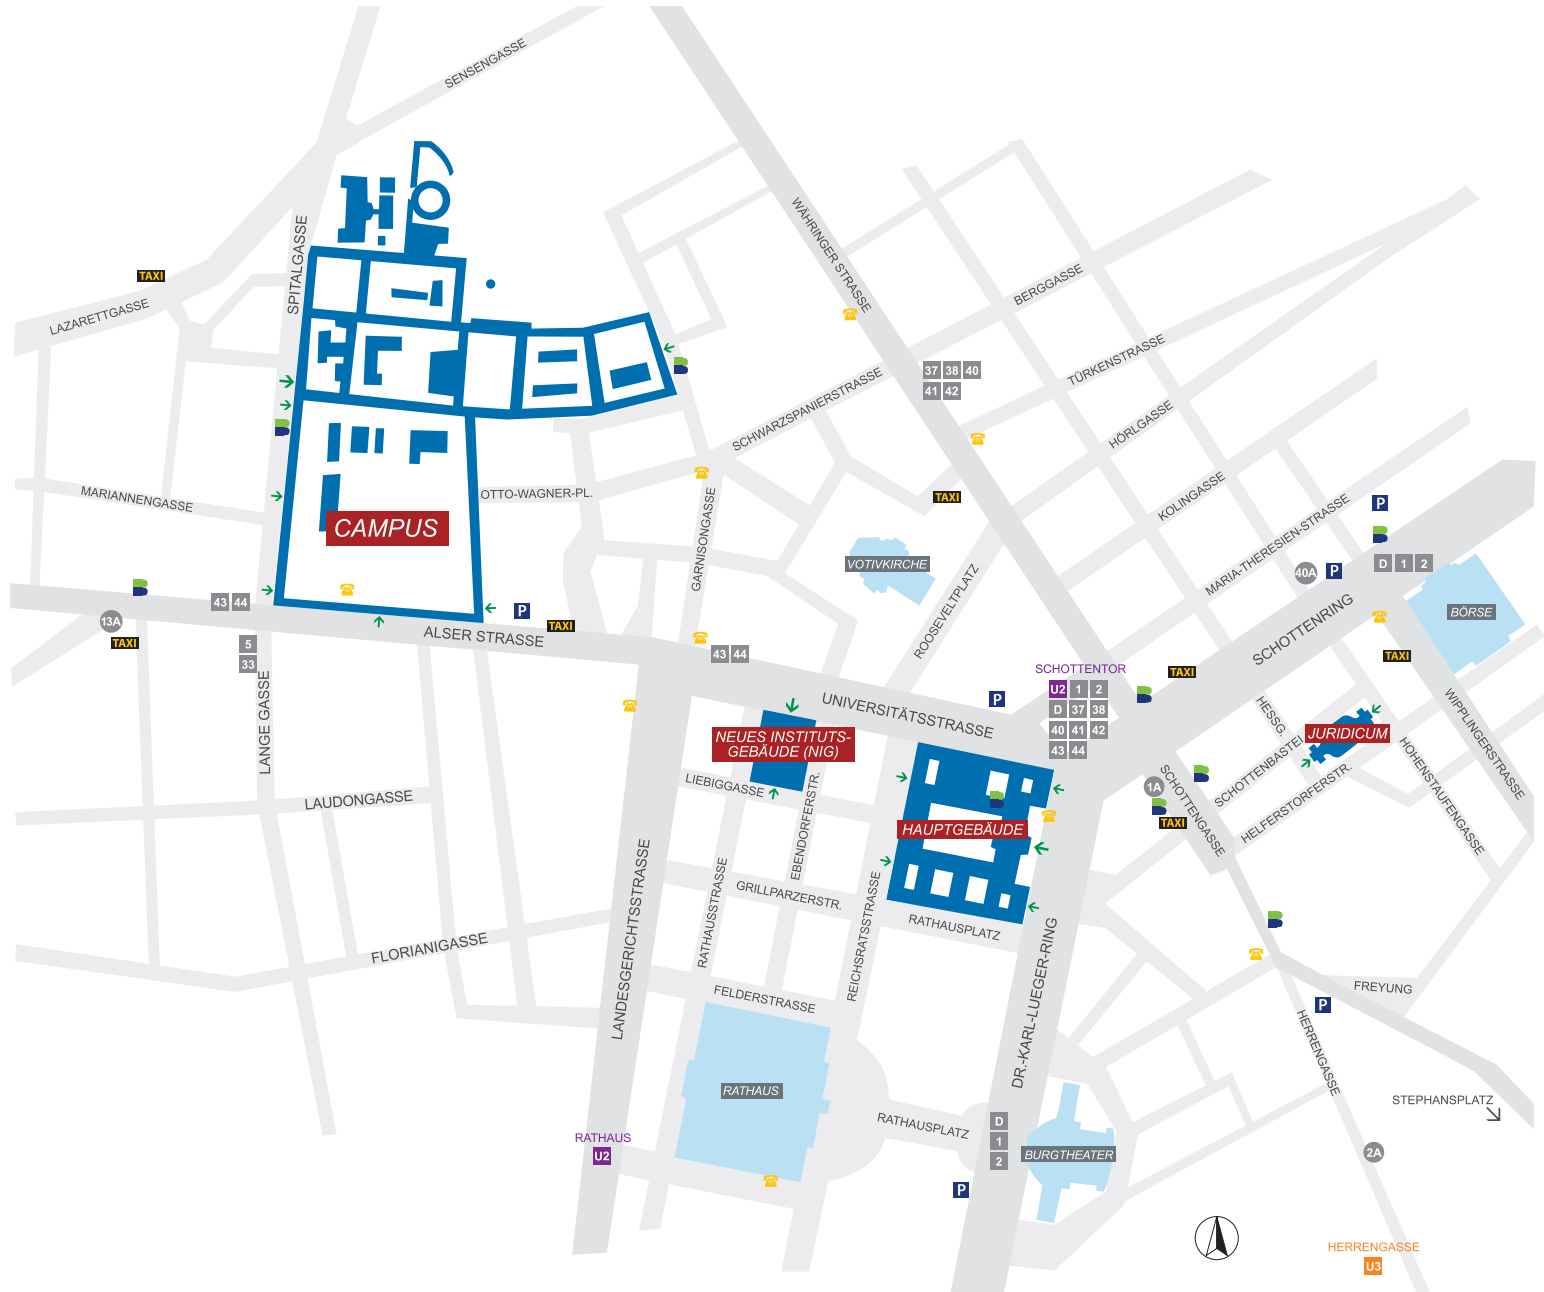 SENSENGASSE
WÄHRINGER STRASSE
SPITALGASSE
TAXI
BERGGASSE
LAZARETTGASSE
TÜRKENSTRASSE
37 38 40
41 42
SCHWARZSPANIERSTRASSE
HÖRLGASSE
MARIANNENGASSE
OTTO-WAGNER-PL.
TAXI
KOLINGASSE
P
CAMPUS
GARNISONGASSE
MARIA-THERESIEN-STRASSE
VOTIVKIRCHE
D 1 2
40A
P
ROOSEVELTPLATZ
43 44
P
BÖRSE
13A
TAXI
ALSER STRASSE
TAXI
SCHOTTENRING
5
33
43 44
SCHOTTENTOR
U2 1 2
D 37 38
40 41 42
43 44
TAXI
TAXI
P
LANGE GASSE
UNIVERSITÄTSSTRASSE
HESSG.
WIPPLINGERSTRASSE
NEUES INSTITUTS-
GEBÄUDE (NIG)
JURIDICUM
HOHENSTAUFENGASSE
SCHOTTENBASTEI
LIEBIGGASSE
1A
SCHOTTENGASSE
HELFERSTORFERSTR.
LAUDONGASSE
EBENDORFERSTR.
HAUPTGEBÄUDE
TAXI
LANDESGERICHTSSTRASSE
RATHAUSSTRASSE
GRILLPARZERSTR.
REICHSRATSSTRASSE
RATHAUSPLATZ
FLORIANIGASSE
DR.-KARL-LUEGER-RING
FELDERSTRASSE
FREYUNG
P
HERRENGASSE
RATHAUS
STEPHANSPLATZ
RATHAUSPLATZ
D
1
2
RATHAUS
U2
BURGTHEATER
2A
P
HERRENGASSE
U3